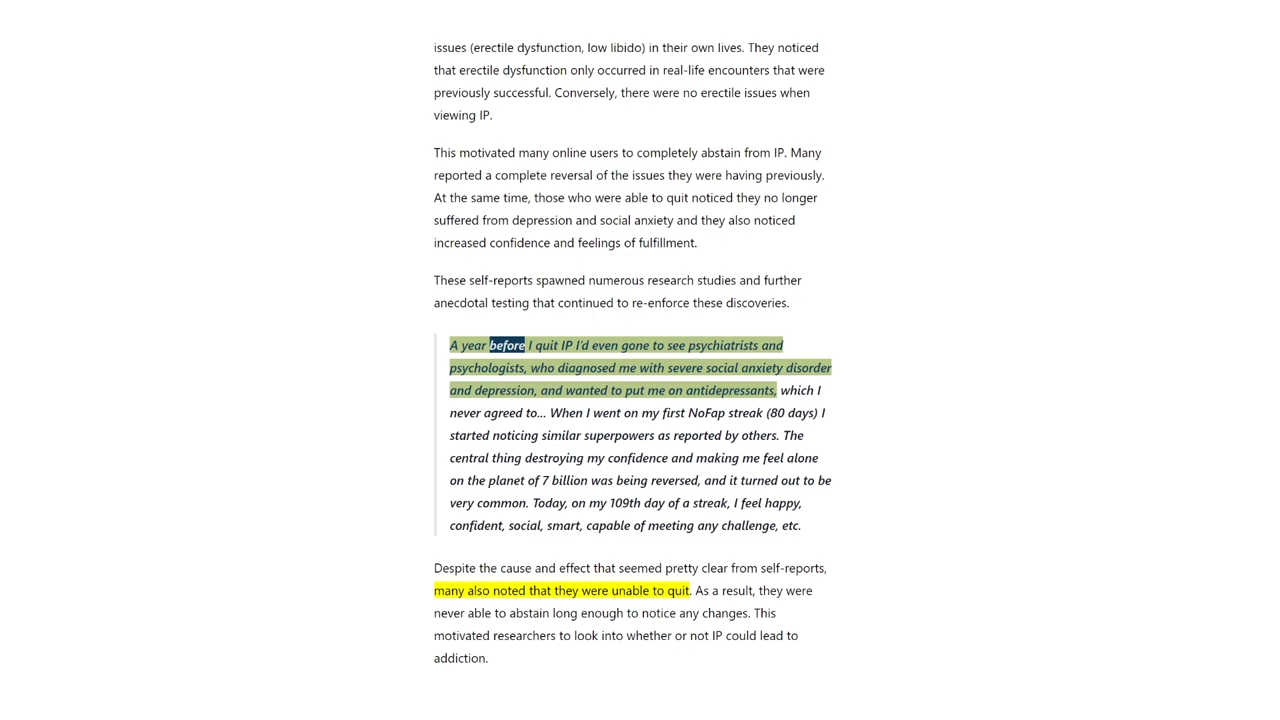 issues (erectile dysfunction, low libido) in their own lives. They noticed
that erectile dysfunction only occurred in real-life encounters that were
previously successful. Conversely, there were no erectile issues when
viewing IP.
This motivated many online users to completely abstain from IP. Many
reported a complete reversal of the issues they were having previously.
At the same time, those who were able to quit noticed they no longer
suffered from depression and social anxiety and they also noticed
increased confidence and feelings of fulfillment.
These self-reports spawned numerous research studies and further
anecdotal testing that continued to re-enforce these discoveries.
A year before I quit IP I'd even gone to see psychiatrists and
psychologists, who diagnosed me with severe social anxiety disorder
and depression, and wanted to put me on antidepressants, which I
never agreed to... When I went on my first NoFap streak (80 days) I
started noticing similar superpowers as reported by others. The
central thing destroying my confidence and making me feel alone
on the planet of 7 billion was being reversed, and it turned out to be
very common. Today, on my 109th day of a streak, I feel happy,
confident, social, smart, capable of meeting any challenge, etc.
Despite the cause and effect that seemed pretty clear from self-reports,
many also noted that they were unable to quit. As a result, they were
never able to abstain long enough to notice any changes. This
motivated researchers to look into whether or not IP could lead to
addiction.